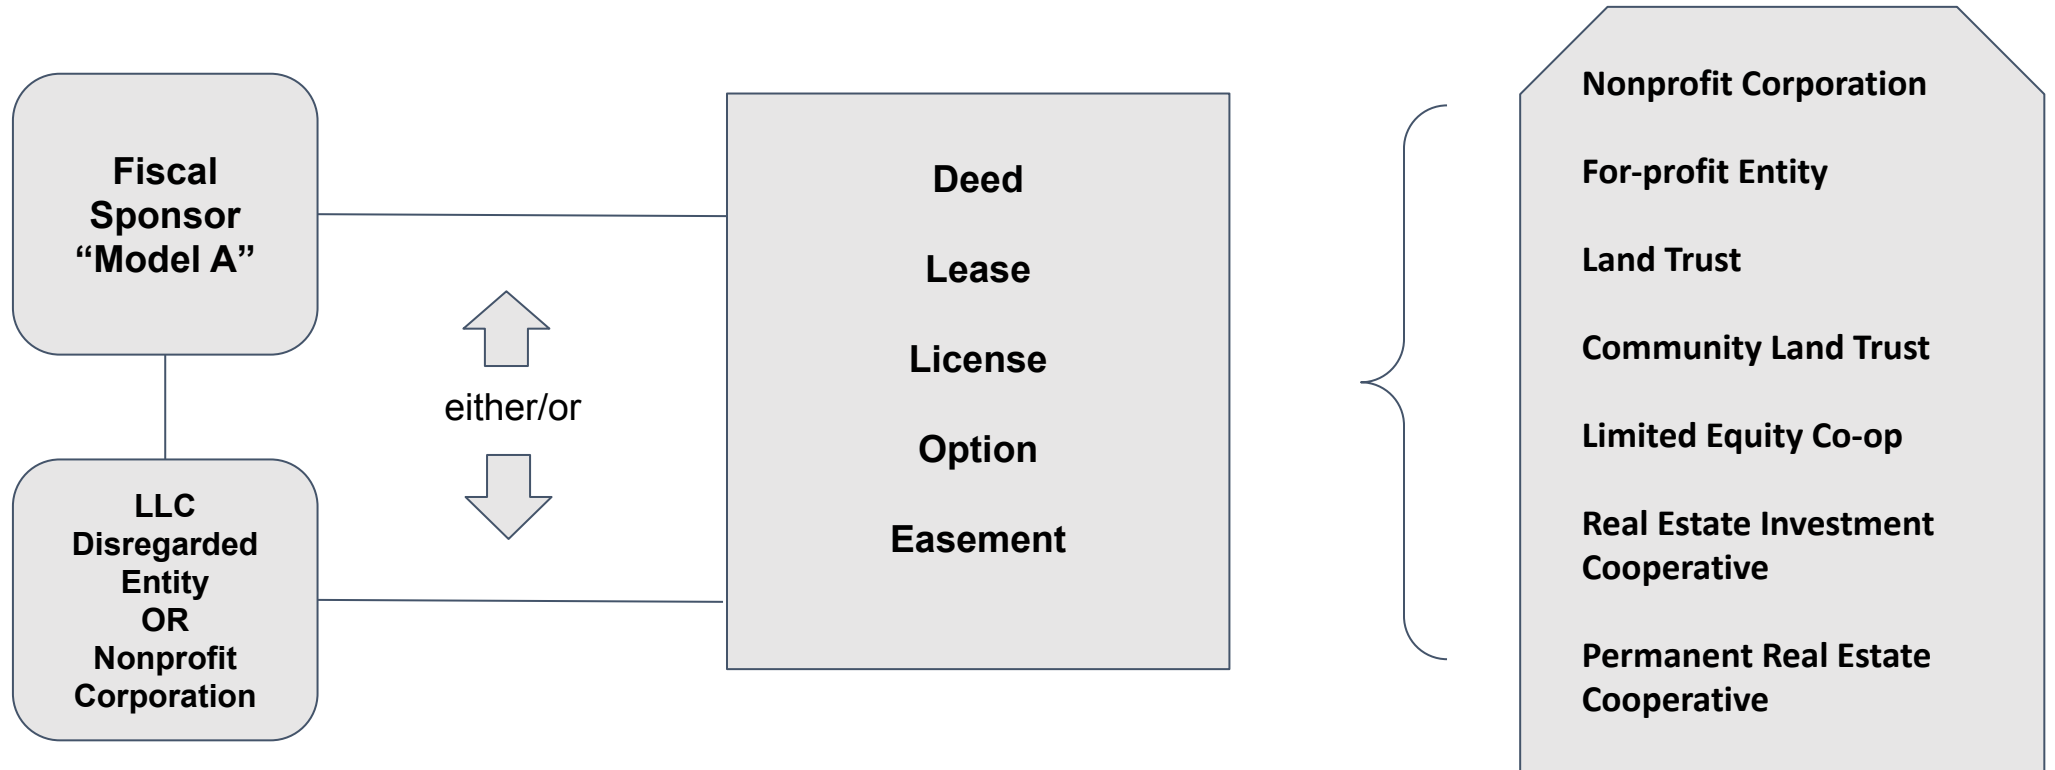 Fiscal
Sponsor
“Model A”
LLC
Disregarded
Entity
OR
Nonprofit
Corporation
either/or
Deed
Lease
License
Option
Easement
Nonprofit Corporation
For-profit Entity
Land Trust
Community Land Trust
Limited Equity Co-op
Real Estate Investment
Cooperative
Permanent Real Estate
Cooperative